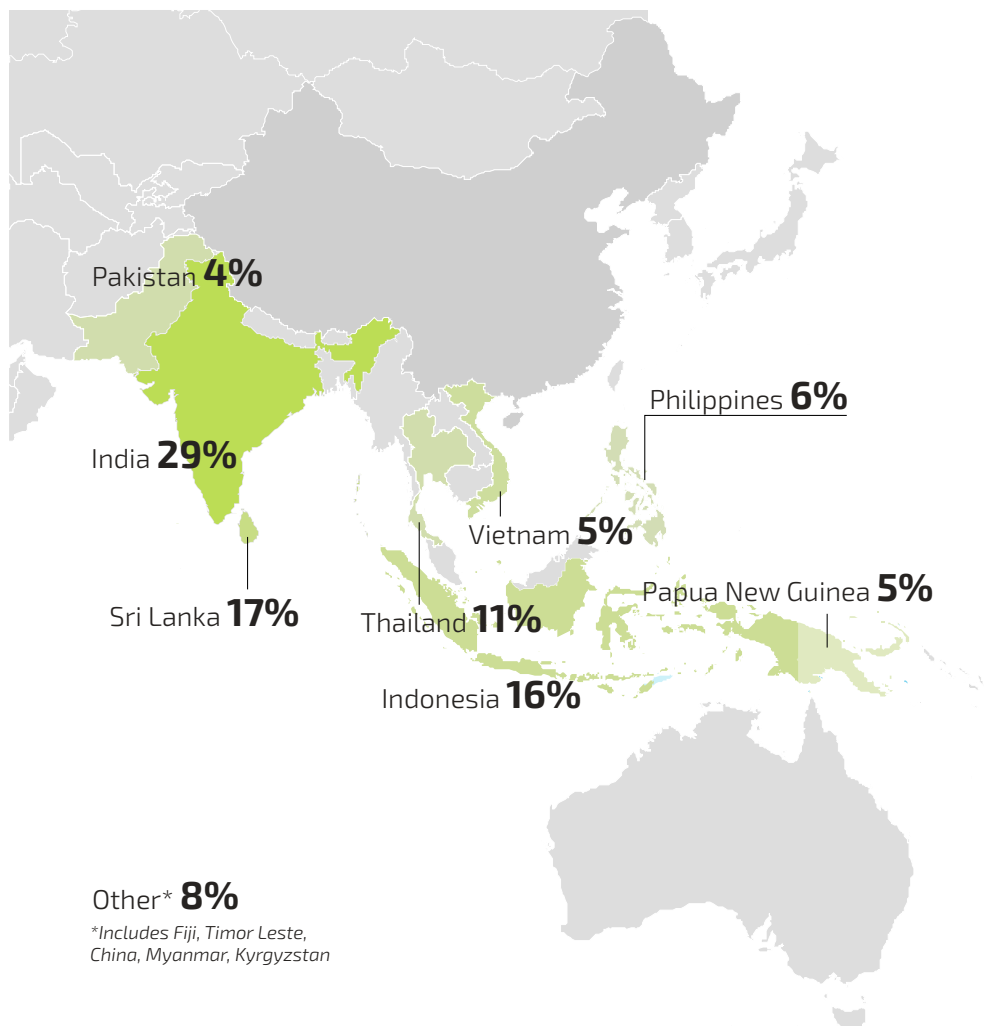 Pakistan 4%
Philippines 6%
India 29%
Vietnam 5%
Papua New Guinea 5%
Sri Lanka 17%
Thailand 11%
Indonesia 16%
Other* 8%
*Includes Fiji, Timor Leste,
China, Myanmar, Kyrgyzstan